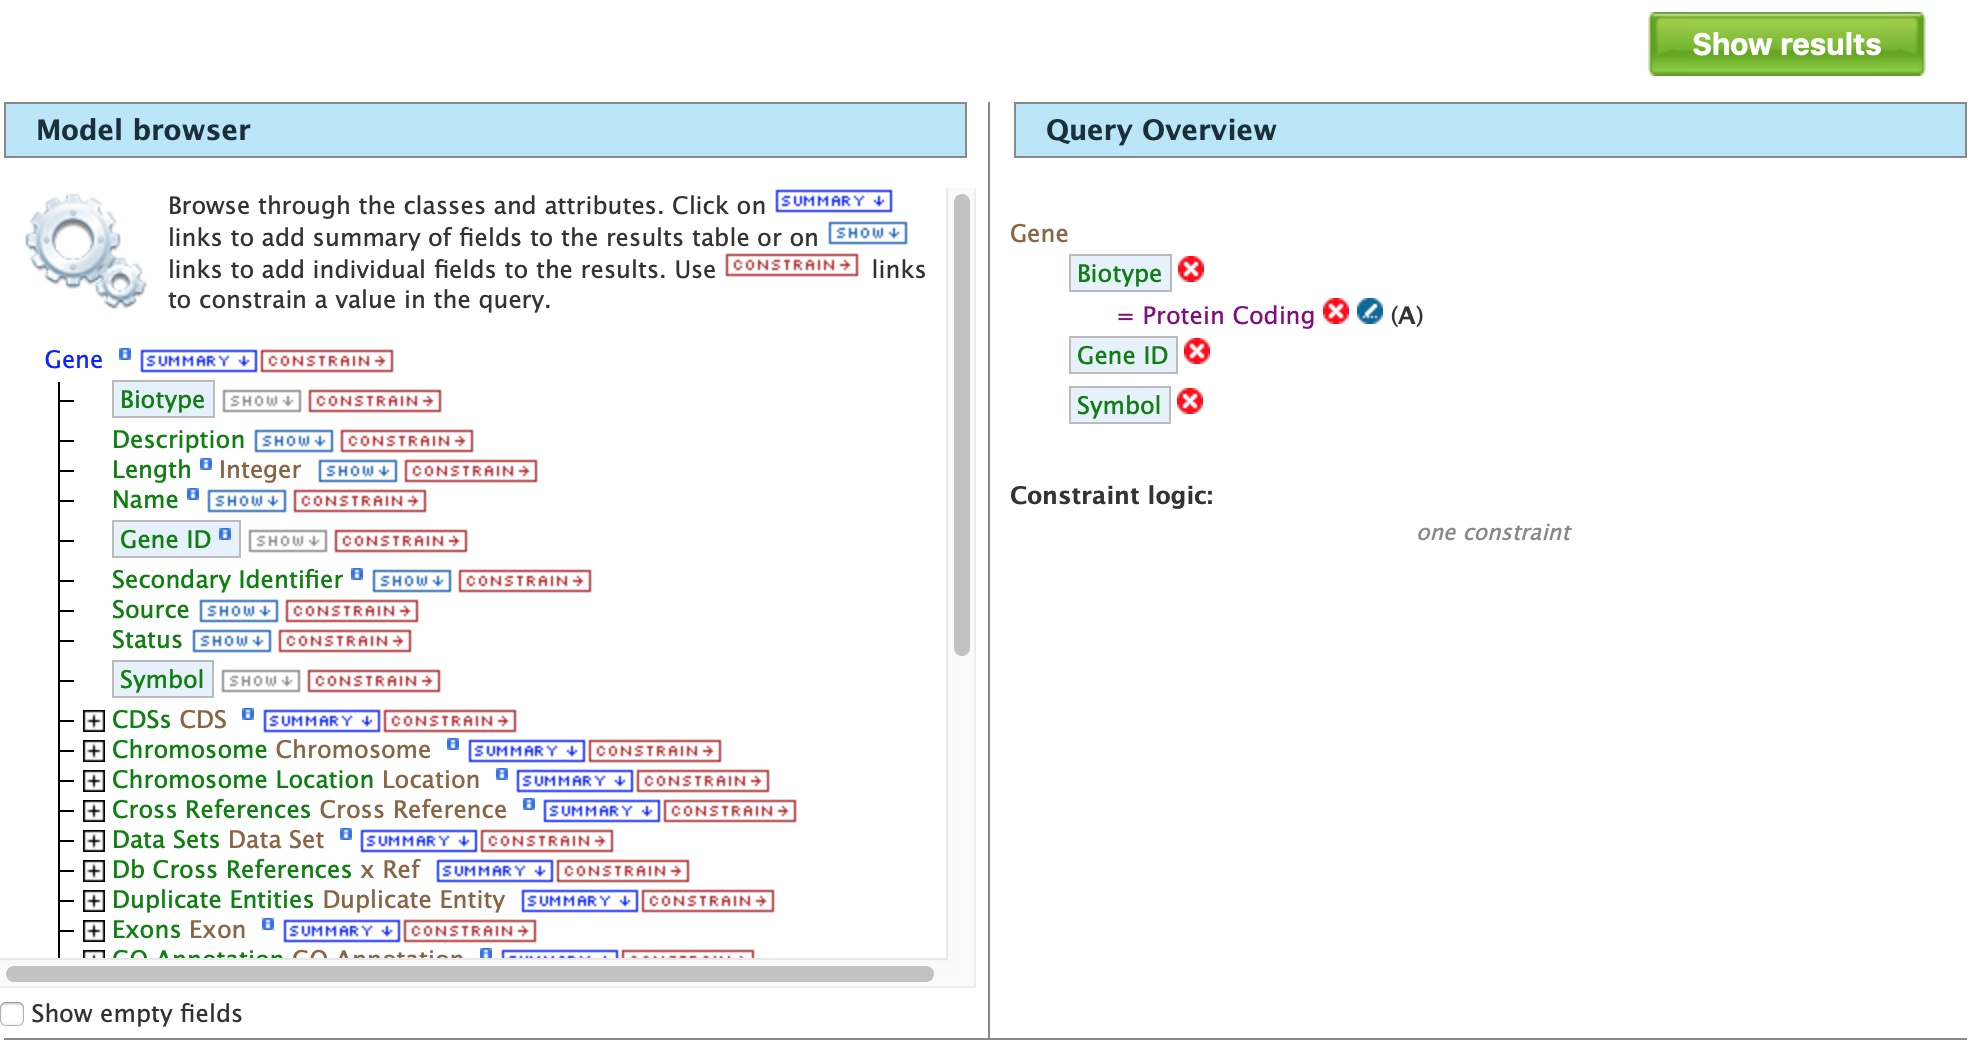 Show results
Model browser
Browse through the classes and attributes. Click on SUMMARY ↓
links to add summary of fields to the results table or on SHOW ↓
links to add individual fields to the results. Use CONSTRAIN → links
to constrain a value in the query.
Gene SUMMARY ↓ CONSTRAIN →
Biotype SHOW ↓ CONSTRAIN →
Description SHOW ↓ CONSTRAIN →
Length Integer SHOW ↓ CONSTRAIN →
Name SHOW ↓ CONSTRAIN →
Gene ID SHOW ↓ CONSTRAIN →
Secondary Identifier SHOW ↓ CONSTRAIN →
Source SHOW ↓ CONSTRAIN →
Status SHOW ↓ CONSTRAIN →
Symbol SHOW ↓ CONSTRAIN →
CDSs CDS SUMMARY ↓ CONSTRAIN →
Chromosome Chromosome SUMMARY ↓ CONSTRAIN →
Chromosome Location Location SUMMARY ↓ CONSTRAIN →
Cross References Cross Reference SUMMARY ↓ CONSTRAIN →
Data Sets Data Set SUMMARY ↓ CONSTRAIN →
Db Cross References x Ref SUMMARY ↓ CONSTRAIN →
Duplicate Entities Duplicate Entity SUMMARY ↓ CONSTRAIN →
Exons Exon SUMMARY ↓ CONSTRAIN →
GO Annotation GO Annotation SUMMARY ↓ CONSTRAIN →
Show empty fields
Query Overview
Gene
Biotype
= Protein Coding (A)
Gene ID
Symbol
Constraint logic:
one constraint